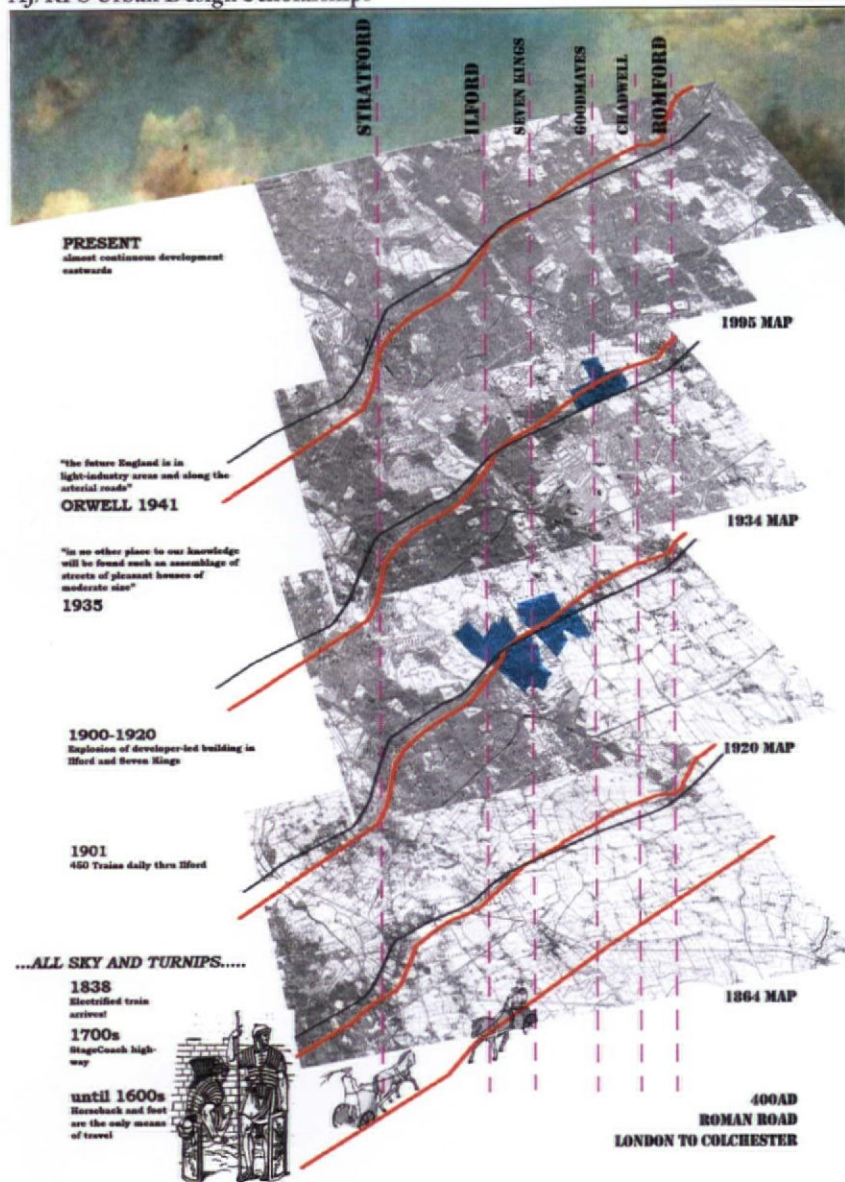 Urban Design Scholarships
STRATFORD
ILFORD
SEVEN KINGS
GOODMAYES
CHADWELL
ROMFORD
PRESENT
almost continuous development
eastwards
1995 MAP
"the future England is in
light-industry areas and along the
arterial roads"
ORWELL 1941
1934 MAP
"in no other place to our knowledge
will be found such an assemblage of
streets of pleasant houses of
moderate size"
1935
1900-1920
Explosion of developer-led building in
Ilford and Seven Kings
1920 MAP
1901
450 Trains daily thru Ilford
...ALL SKY AND TURNIPS.....
1838
Electrified train
arrives!
1864 MAP
1700s
StageCoach high-
way
until 1600s
Horseback and foot
are the only means
of travel
400AD
ROMAN ROAD
LONDON TO COLCHESTER